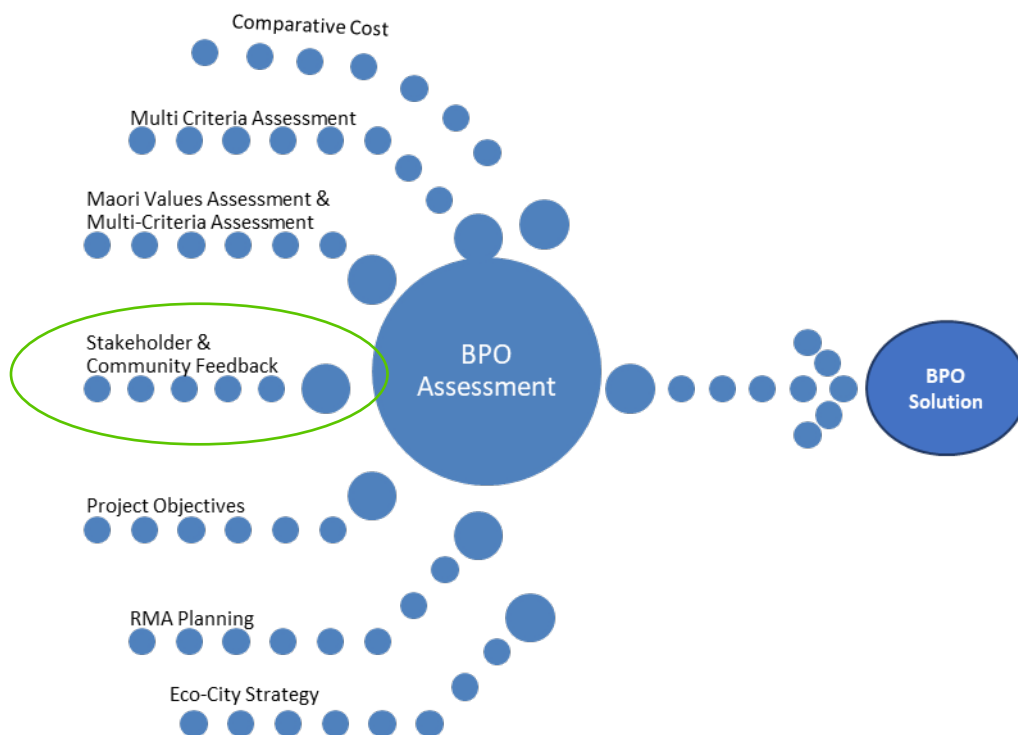 Comparative Cost
Multi Criteria Assessment
Maori Values Assessment &
Multi-Criteria Assessment
Stakeholder &
Community Feedback
BPO
Assessment
BPO
Solution
Project Objectives
RMA Planning
Eco-City Strategy